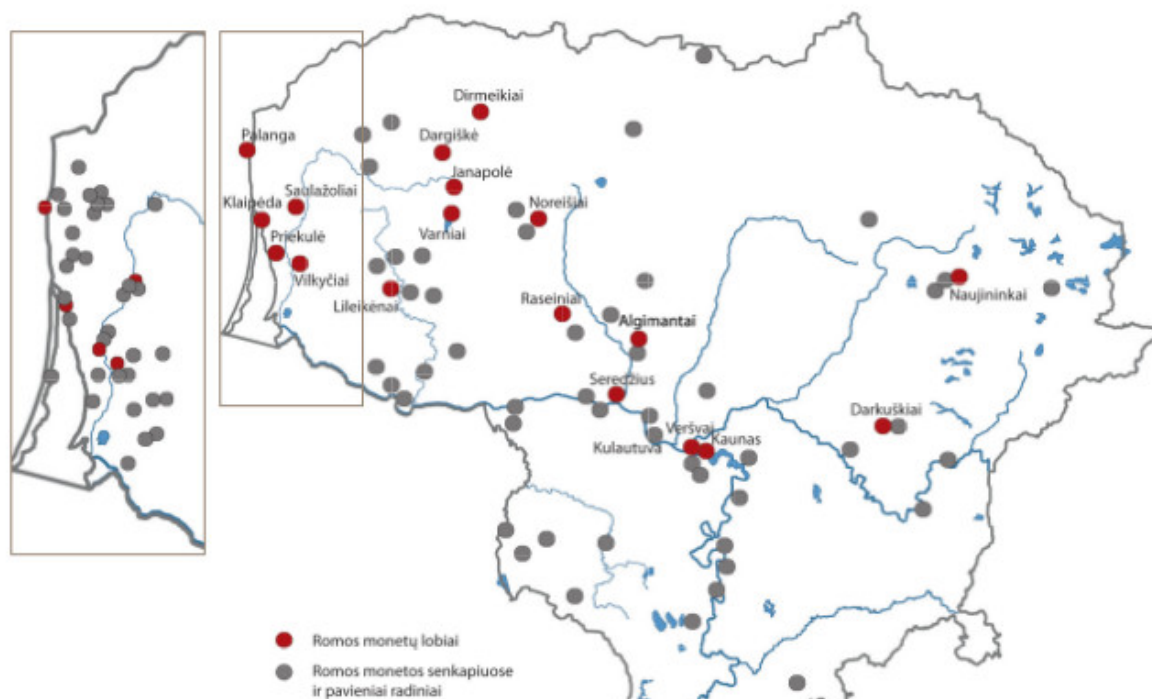 Dirmeikiai
Palanga
Dargiškė
Janapolė
Klaipėda
Saulažoliai
Noreišiai
Priekulė
Varniai
Vilkyčiai
Lileikėnai
Naujininkai
Raseiniai
Algimantai
Seredžius
Darkuškiai
Veršvai
Kulautuva
Kaunas
Romos monetų lobiai
Romos monetos senkapiuose
ir pavieniai radiniai